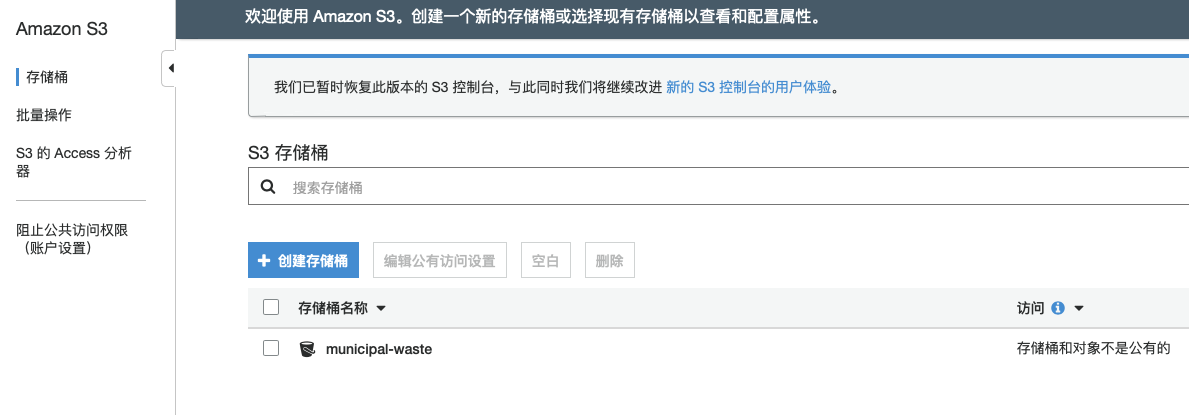 Amazon S3
存储桶
批量操作
S3 的 Access 分析
器
阻止公共访问权限
（账户设置）
欢迎使用 Amazon S3。创建一个新的存储桶或选择现有存储桶以查看和配置属性。
我们已暂时恢复此版本的 S3 控制台，与此同时我们将继续改进 新的 S3 控制台的用户体验。
S3 存储桶
搜索存储桶
创建存储桶 编辑公有访问设置 空白 删除
存储桶名称 访问
municipal-waste 存储桶和对象不是公有的